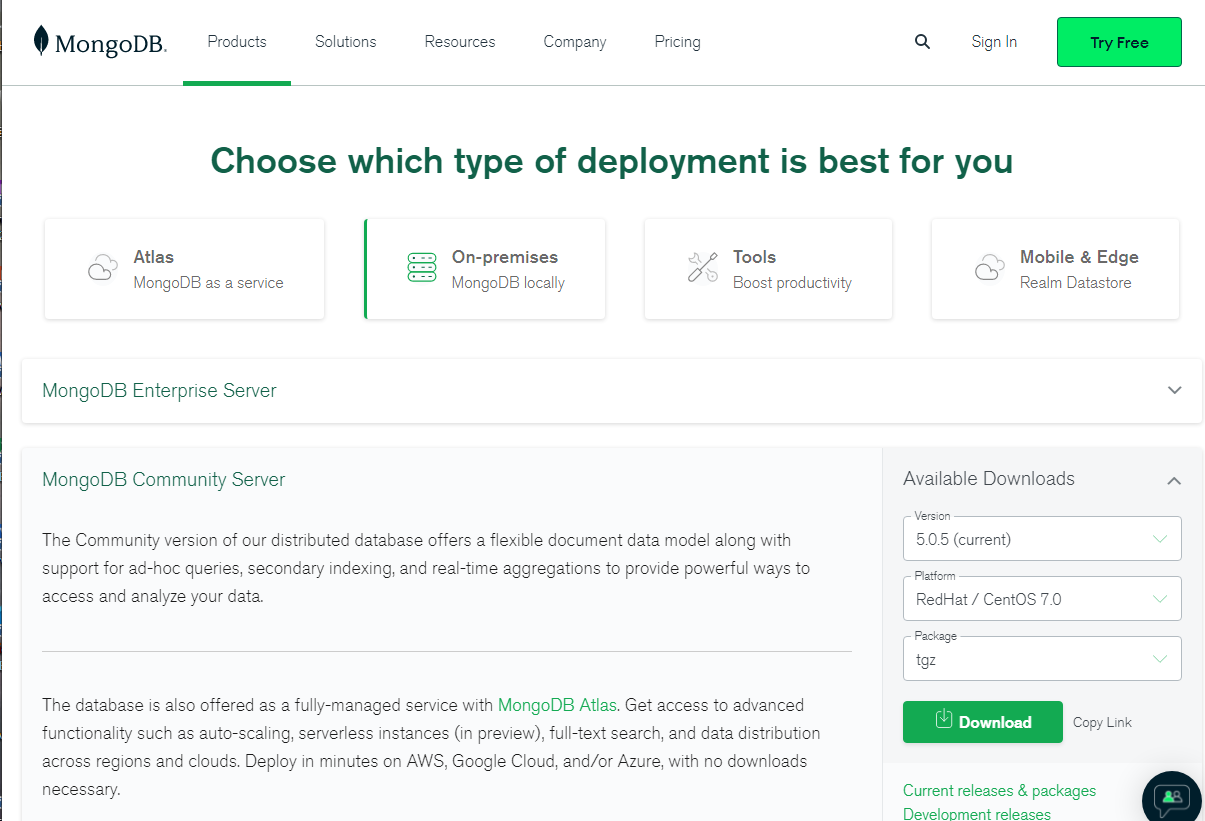 MongoDB.
Products
Solutions
Resources
Company
Pricing
Sign In
Try Free
Choose which type of deployment is best for you
Atlas
MongoDB as a service
On-premises
MongoDB locally
Tools
Boost productivity
Mobile & Edge
Realm Datastore
MongoDB Enterprise Server
MongoDB Community Server
The Community version of our distributed database offers a flexible document data model along with
support for ad-hoc queries, secondary indexing, and real-time aggregations to provide powerful ways to
access and analyze your data.
The database is also offered as a fully-managed service with MongoDB Atlas. Get access to advanced
functionality such as auto-scaling, serverless instances (in preview), full-text search, and data distribution
across regions and clouds. Deploy in minutes on AWS, Google Cloud, and/or Azure, with no downloads
necessary.
Available Downloads
Version
5.0.5 (current)
Platform
RedHat / CentOS 7.0
Package
tgz
Download
Copy Link
Current releases & packages
Development releases